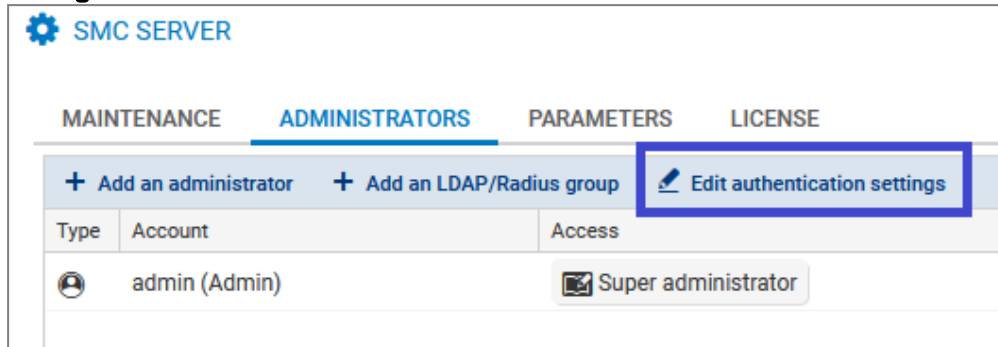 SMC SERVER
MAINTENANCE ADMINISTRATORS PARAMETERS LICENSE
+ Add an administrator + Add an LDAP/Radius group Edit authentication settings
Type Account Access
admin (Admin) Super administrator